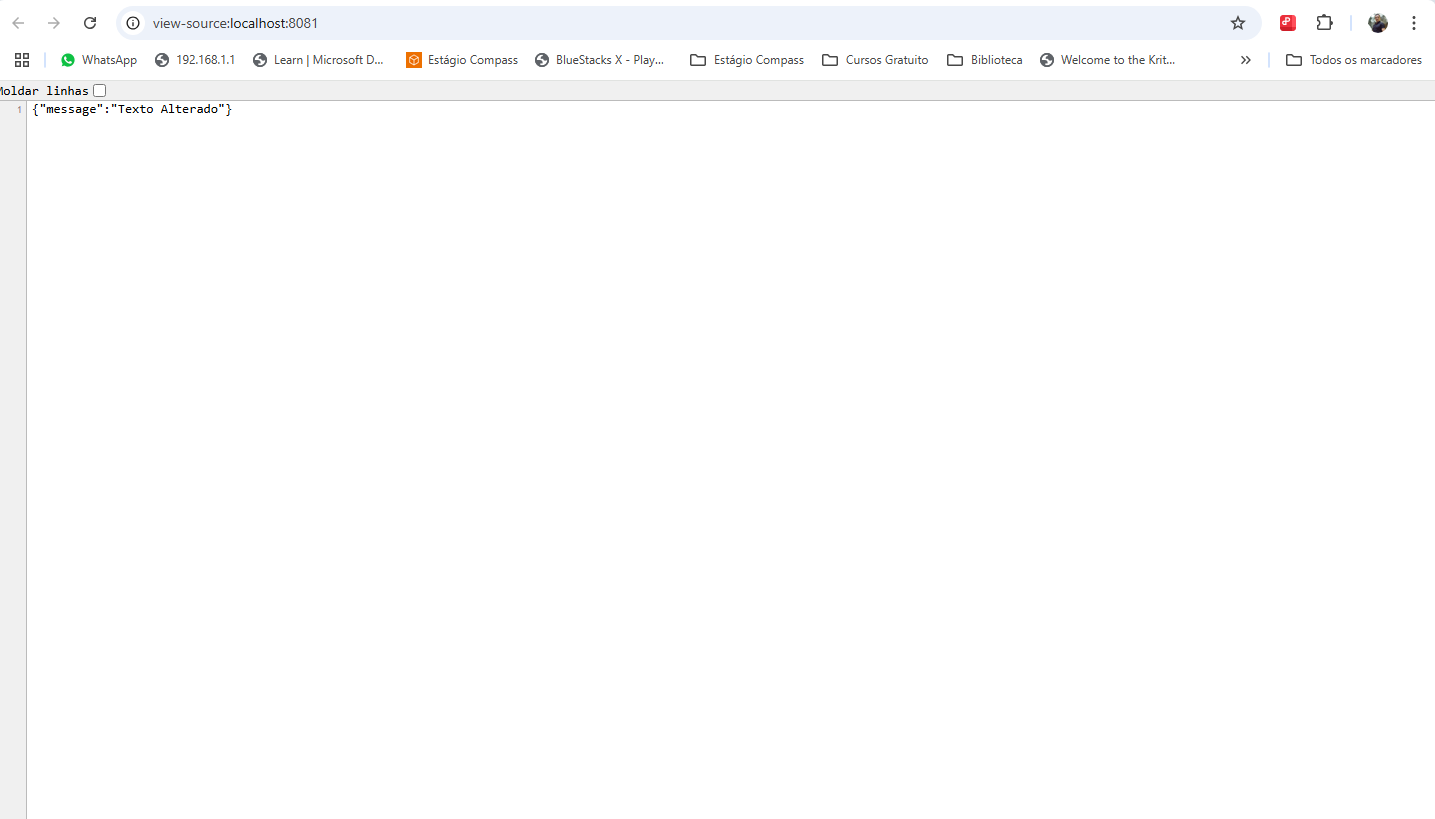 view-source:localhost:8081
WhatsApp 192.168.1.1 Learn | Microsoft D... Estágio Compass BlueStacks X - Play... Estágio Compass Cursos Gratuito Biblioteca Welcome to the Krit... Todos os marcadores
Moldar linhas
1 {"message":"Texto Alterado"}